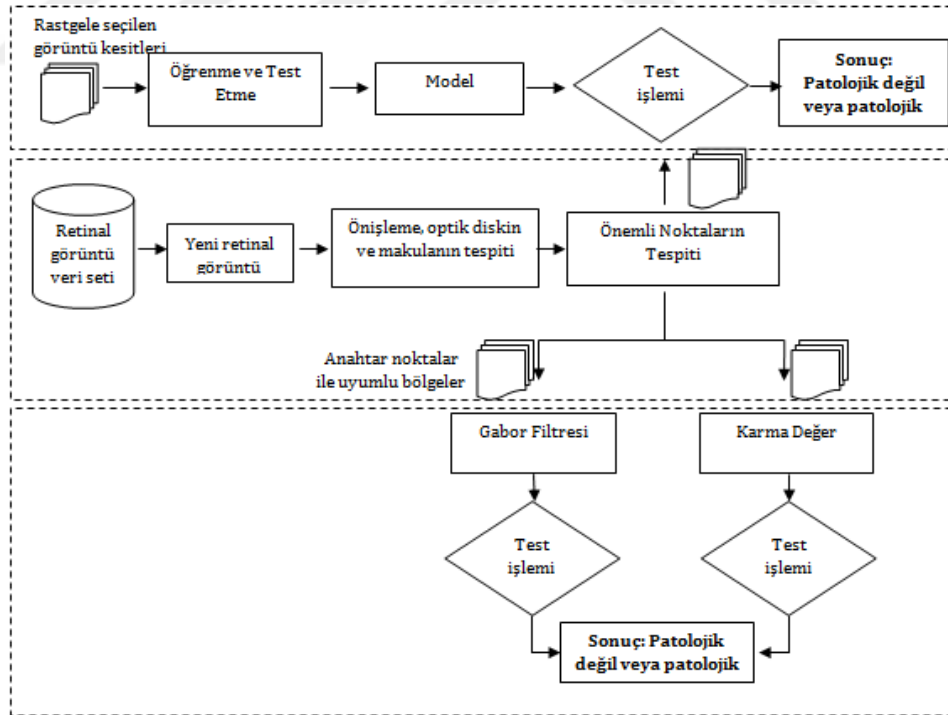 Rastgele seçilen
görüntü kesitleri
Öğrenme ve Test
Etme
Model
Test
işlemi
Sonuç:
Patolojik değil
veya patolojik
Retinal
görüntü
veri seti
Yeni retinal
görüntü
Önişleme, optik diskin
ve makulanın tespiti
Önemli Noktaların
Tespiti
Anahtar noktalar
ile uyumlu bölgeler
Gabor Filtresi
Karma Değer
Test
işlemi
Test
işlemi
Sonuç: Patolojik
değil veya patolojik